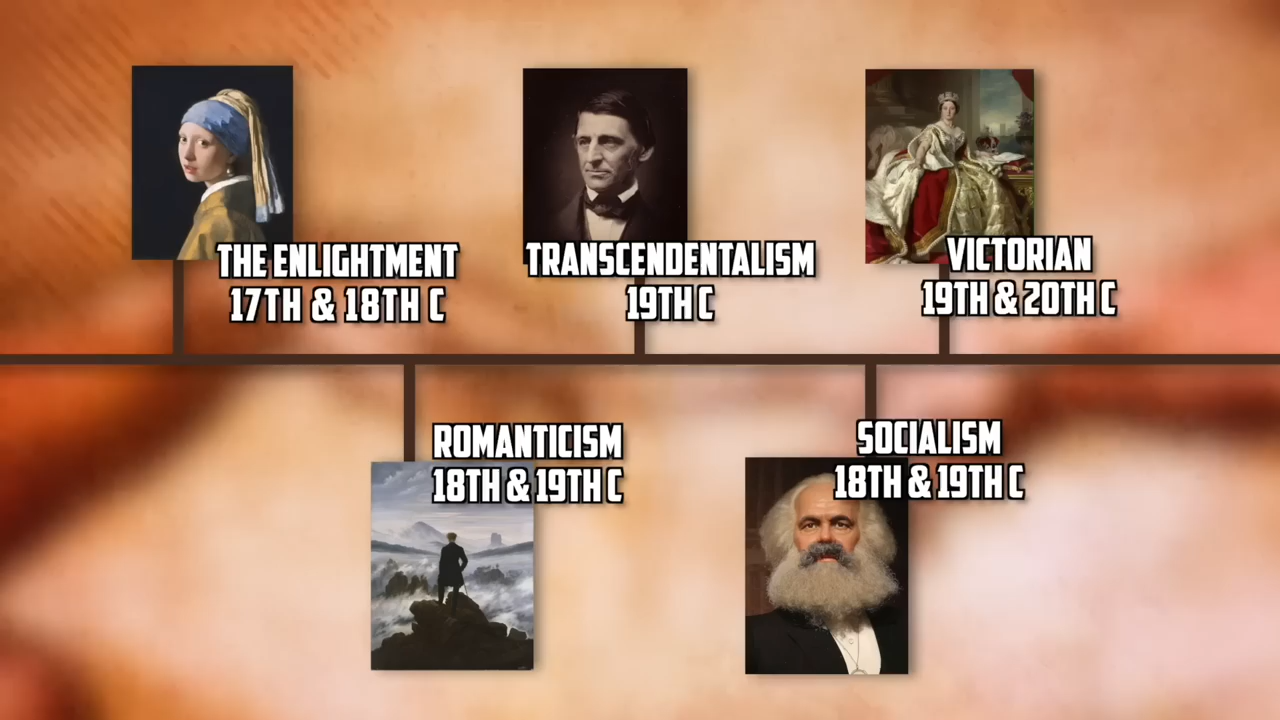 THE ENLIGHTMENT
17TH & 18TH C
TRANSCENDENTALISM
19TH C
VICTORIAN
19TH & 20TH C
ROMANTICISM
18TH & 19TH C
SOCIALISM
18TH & 19TH C